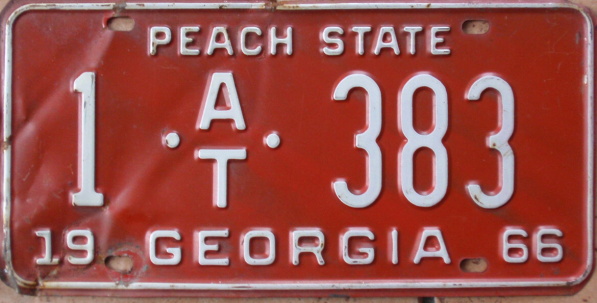 PEACH STATE
1 · A/T · 383
19 GEORGIA 66